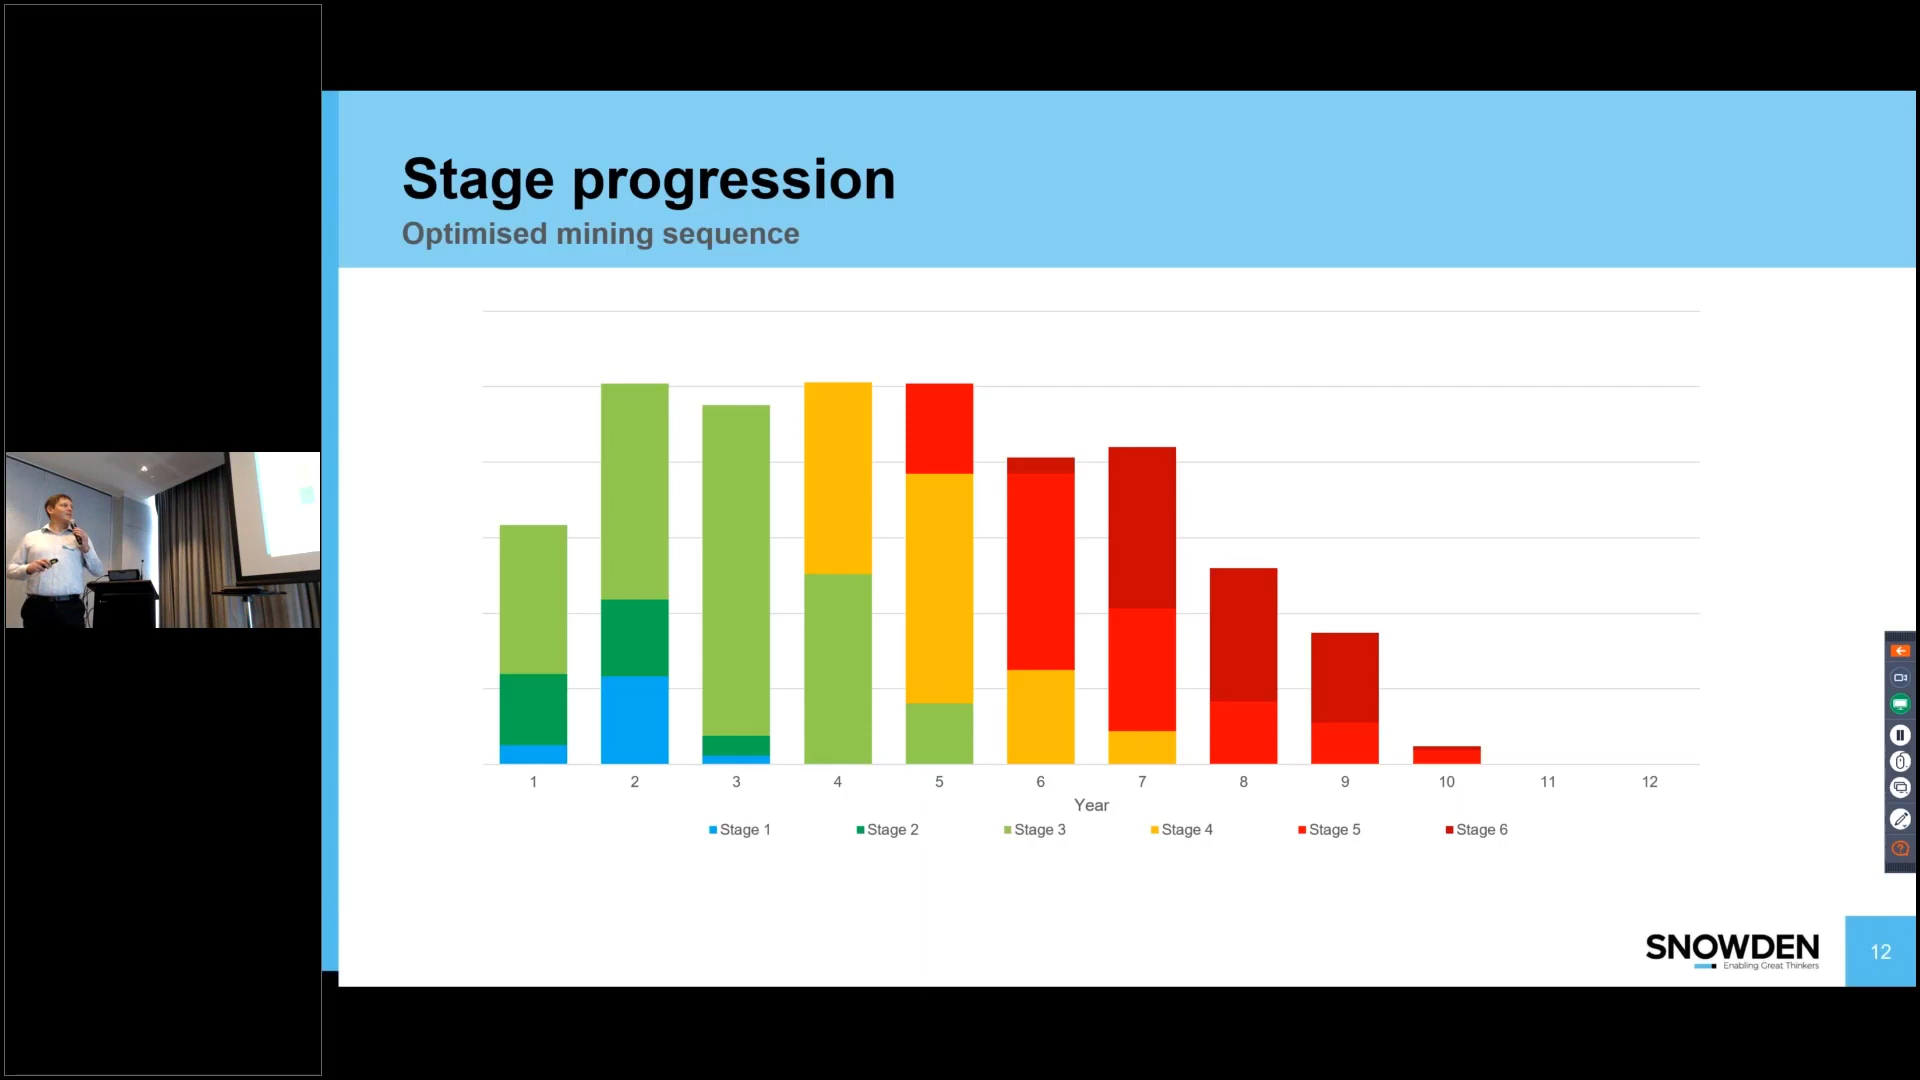 Stage progression
Optimised mining sequence
1 2 3 4 5 6 7 8 9 10 11 12
Year
Stage 1 Stage 2 Stage 3 Stage 4 Stage 5 Stage 6
SNOWDEN
Enabling Great Thinkers
12